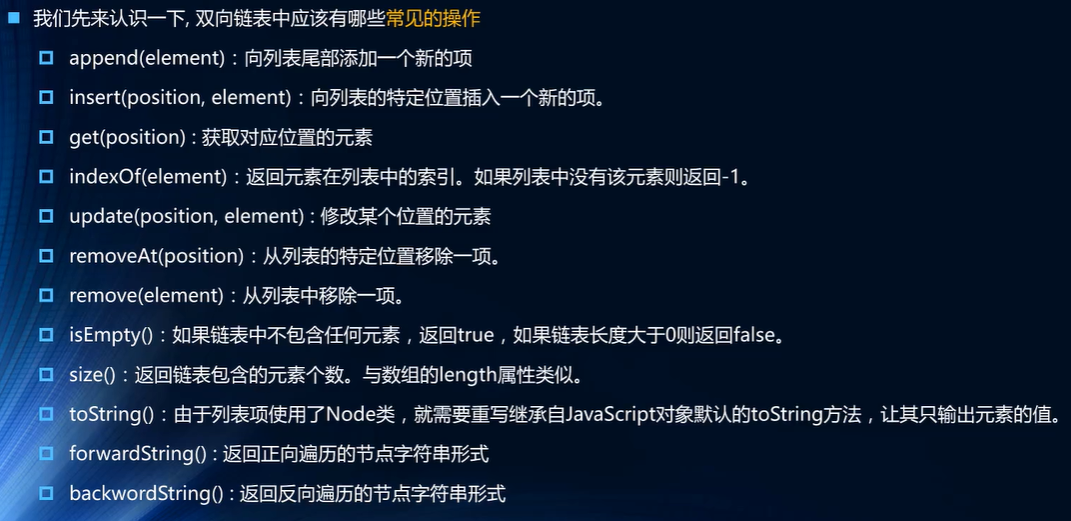 我们先来认识一下, 双向链表中应该有哪些常见的操作
append(element)：向列表尾部添加一个新的项
insert(position, element)：向列表的特定位置插入一个新的项。
get(position) : 获取对应位置的元素
indexOf(element)：返回元素在列表中的索引。如果列表中没有该元素则返回-1。
update(position, element) : 修改某个位置的元素
removeAt(position)：从列表的特定位置移除一项。
remove(element)：从列表中移除一项。
isEmpty()：如果链表中不包含任何元素，返回true，如果链表长度大于0则返回false。
size()：返回链表包含的元素个数。与数组的length属性类似。
toString()：由于列表项使用了Node类，就需要重写继承自JavaScript对象默认的toString方法，让其只输出元素的值。
forwardString() : 返回正向遍历的节点字符串形式
backwordString() : 返回反向遍历的节点字符串形式